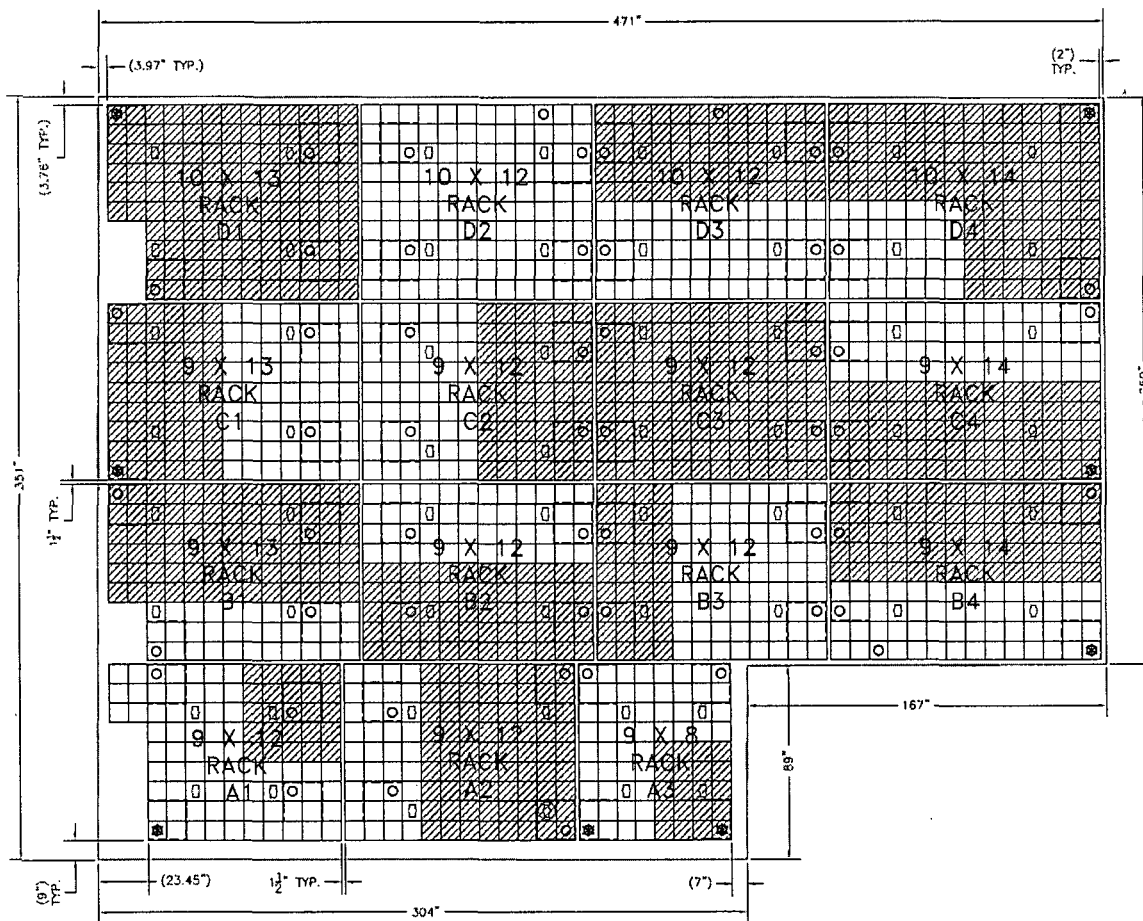 471"
(3.97" TYP.)
(2")
TYP.
(3.76" TYP.)
10 X 13
RACK
D1
10 X 12
RACK
D2
10 X 12
RACK
D3
10 X 14
RACK
D4
9 X 13
RACK
C1
9 X 12
RACK
C2
9 X 12
RACK
C3
9 X 14
RACK
C4
351"
1½" TYP.
9 X 13
RACK
B1
9 X 12
RACK
B2
9 X 12
RACK
B3
9 X 14
RACK
B4
167"
9 X 12
RACK
A1
9 X 12
RACK
A2
9 X 8
RACK
A3
89"
(9")
TYP.
(23.45")
1½" TYP.
(7")
304"